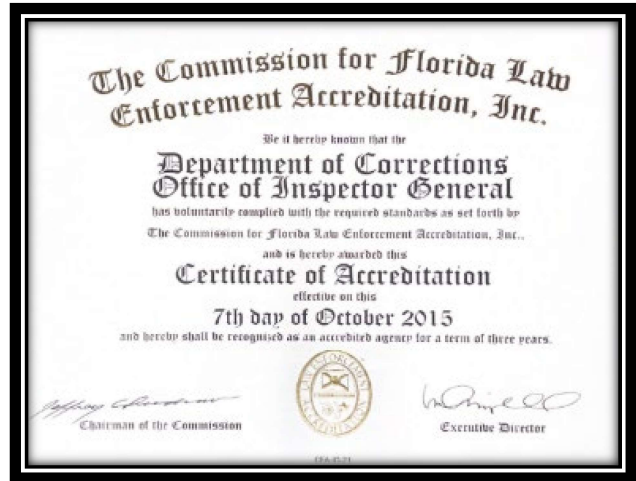 The Commission for Florida Law
Enforcement Accreditation, Inc.
Be it hereby known that the
Department of Corrections
Office of Inspector General
has voluntarily complied with the required standards as set forth by
The Commission for Florida Law Enforcement Accreditation, Inc.,
and is hereby awarded this
Certificate of Accreditation
effective on this
7th day of October 2015
and hereby shall be recognized as an accredited agency for a term of three years.
LAW ENFORCEMENT
ACCREDITATION
Chairman of the Commission
Executive Director